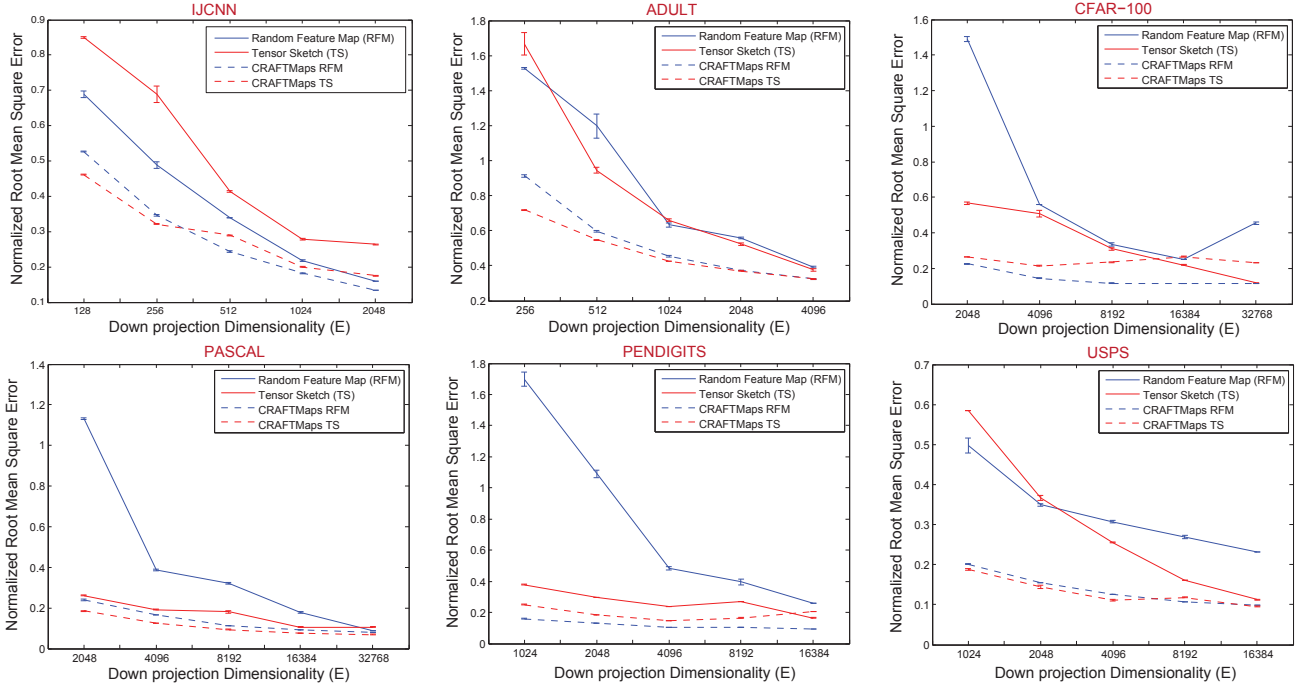 IJCNN
Normalized Root Mean Square Error
0.9
0.8
0.7
0.6
0.5
0.4
0.3
0.2
0.1
Random Feature Map (RFM)
Tensor Sketch (TS)
CRAFTMaps RFM
CRAFTMaps TS
128 256 512 1024 2048
Down projection Dimensionality (E)
ADULT
Normalized Root Mean Square Error
1.8
1.6
1.4
1.2
1
0.8
0.6
0.4
0.2
Random Feature Map (RFM)
Tensor Sketch (TS)
CRAFTMaps RFM
CRAFTMaps TS
256 512 1024 2048 4096
Down projection Dimensionality (E)
CFAR-100
Normalized Root Mean Square Error
1.6
1.4
1.2
1
0.8
0.6
0.4
0.2
0
Random Feature Map (RFM)
Tensor Sketch (TS)
CRAFTMaps RFM
CRAFTMaps TS
2048 4096 8192 16384 32768
Down projection Dimensionality (E)
PASCAL
Normalized Root Mean Square Error
1.4
1.2
1
0.8
0.6
0.4
0.2
0
Random Feature Map (RFM)
Tensor Sketch (TS)
CRAFTMaps RFM
CRAFTMaps TS
2048 4096 8192 16384 32768
Down projection Dimensionality (E)
PENDIGITS
Normalized Root Mean Square Error
1.8
1.6
1.4
1.2
1
0.8
0.6
0.4
0.2
0
Random Feature Map (RFM)
Tensor Sketch (TS)
CRAFTMaps RFM
CRAFTMaps TS
1024 2048 4096 8192 16384
Down projection Dimensionality (E)
USPS
Normalized Root Mean Square Error
0.7
0.6
0.5
0.4
0.3
0.2
0.1
0
Random Feature Map (RFM)
Tensor Sketch (TS)
CRAFTMaps RFM
CRAFTMaps TS
1024 2048 4096 8192 16384
Down projection Dimensionality (E)